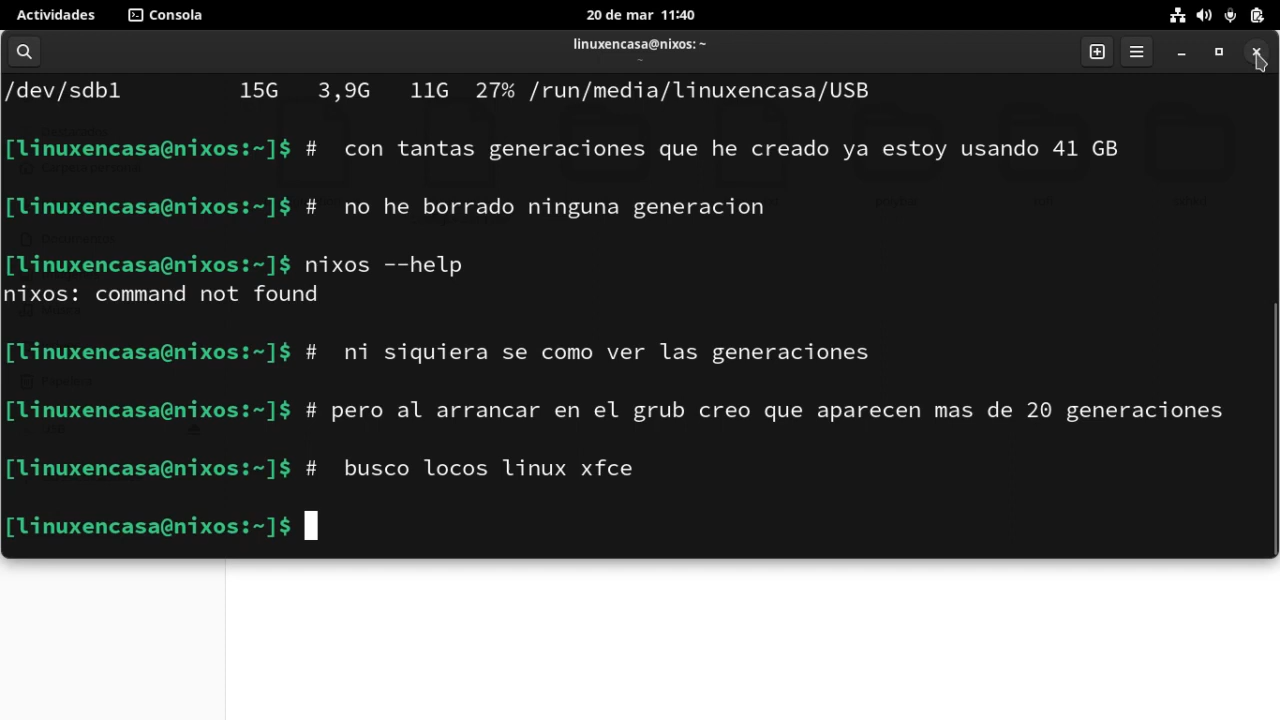 Actividades Consola 20 de mar 11:40
linuxencasa@nixos: ~
~
/dev/sdb1 15G 3,9G 11G 27% /run/media/linuxencasa/USB
[linuxencasa@nixos:~]$ # con tantas generaciones que he creado ya estoy usando 41 GB
[linuxencasa@nixos:~]$ # no he borrado ninguna generacion
[linuxencasa@nixos:~]$ nixos --help
nixos: command not found
[linuxencasa@nixos:~]$ # ni siquiera se como ver las generaciones
[linuxencasa@nixos:~]$ # pero al arrancar en el grub creo que aparecen mas de 20 generaciones
[linuxencasa@nixos:~]$ # busco locos linux xfce
[linuxencasa@nixos:~]$